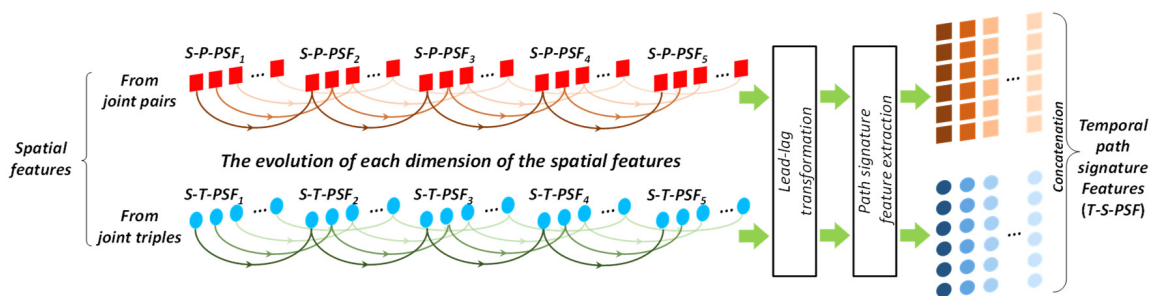 Spatial
features
From
joint pairs
S-P-PSF1 S-P-PSF2 S-P-PSF3 S-P-PSF4 S-P-PSF5
... ... ... ... ...
The evolution of each dimension of the spatial features
From
joint triples
S-T-PSF1 S-T-PSF2 S-T-PSF3 S-T-PSF4 S-T-PSF5
... ... ... ... ...
Lead-lag
transformation
Path signature
feature extraction
...
...
Concatenation
Temporal
path
signature
Features
(T-S-PSF)